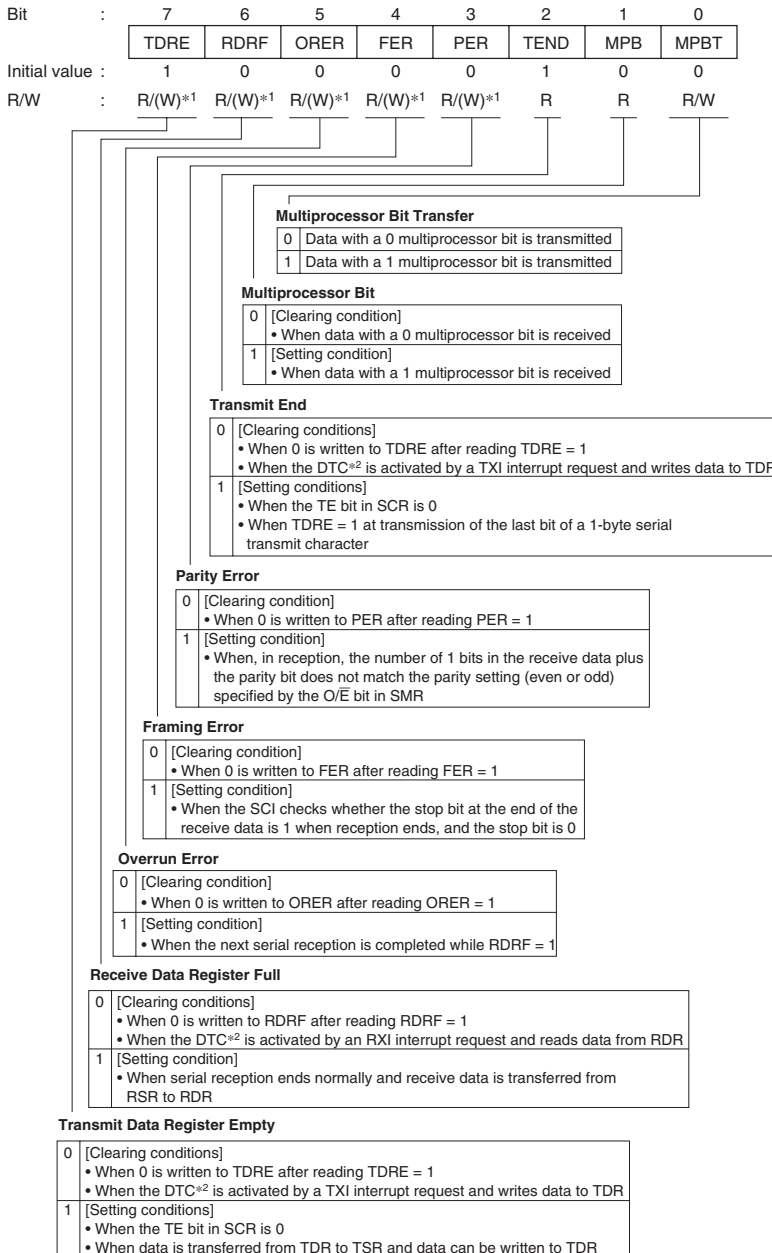 Bit : 7 6 5 4 3 2 1 0
TDRE RDRF ORER FER PER TEND MPB MPBT
Initial value : 1 0 0 0 0 1 0 0
R/W : R/(W)*1 R/(W)*1 R/(W)*1 R/(W)*1 R/(W)*1 R R R/W
Multiprocessor Bit Transfer
0 Data with a 0 multiprocessor bit is transmitted
1 Data with a 1 multiprocessor bit is transmitted
Multiprocessor Bit
0 [Clearing condition]
• When data with a 0 multiprocessor bit is received
1 [Setting condition]
• When data with a 1 multiprocessor bit is received
Transmit End
0 [Clearing conditions]
• When 0 is written to TDRE after reading TDRE = 1
• When the DTC*2 is activated by a TXI interrupt request and writes data to TDR
1 [Setting conditions]
• When the TE bit in SCR is 0
• When TDRE = 1 at transmission of the last bit of a 1-byte serial
transmit character
Parity Error
0 [Clearing condition]
• When 0 is written to PER after reading PER = 1
1 [Setting condition]
• When, in reception, the number of 1 bits in the receive data plus
the parity bit does not match the parity setting (even or odd)
specified by the O/E̅ bit in SMR
Framing Error
0 [Clearing condition]
• When 0 is written to FER after reading FER = 1
1 [Setting condition]
• When the SCI checks whether the stop bit at the end of the
receive data is 1 when reception ends, and the stop bit is 0
Overrun Error
0 [Clearing condition]
• When 0 is written to ORER after reading ORER = 1
1 [Setting condition]
• When the next serial reception is completed while RDRF = 1
Receive Data Register Full
0 [Clearing conditions]
• When 0 is written to RDRF after reading RDRF = 1
• When the DTC*2 is activated by an RXI interrupt request and reads data from RDR
1 [Setting condition]
• When serial reception ends normally and receive data is transferred from
RSR to RDR
Transmit Data Register Empty
0 [Clearing conditions]
• When 0 is written to TDRE after reading TDRE = 1
• When the DTC*2 is activated by a TXI interrupt request and writes data to TDR
1 [Setting conditions]
• When the TE bit in SCR is 0
• When data is transferred from TDR to TSR and data can be written to TDR